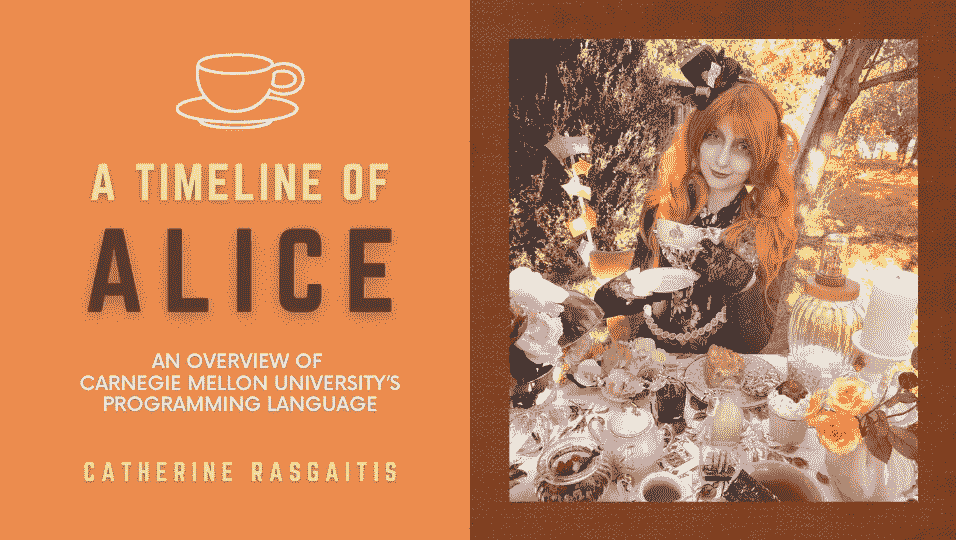 A TIMELINE OF
ALICE
AN OVERVIEW OF
CARNEGIE MELLON UNIVERSITY'S
PROGRAMMING LANGUAGE
CATHERINE RASGAITIS